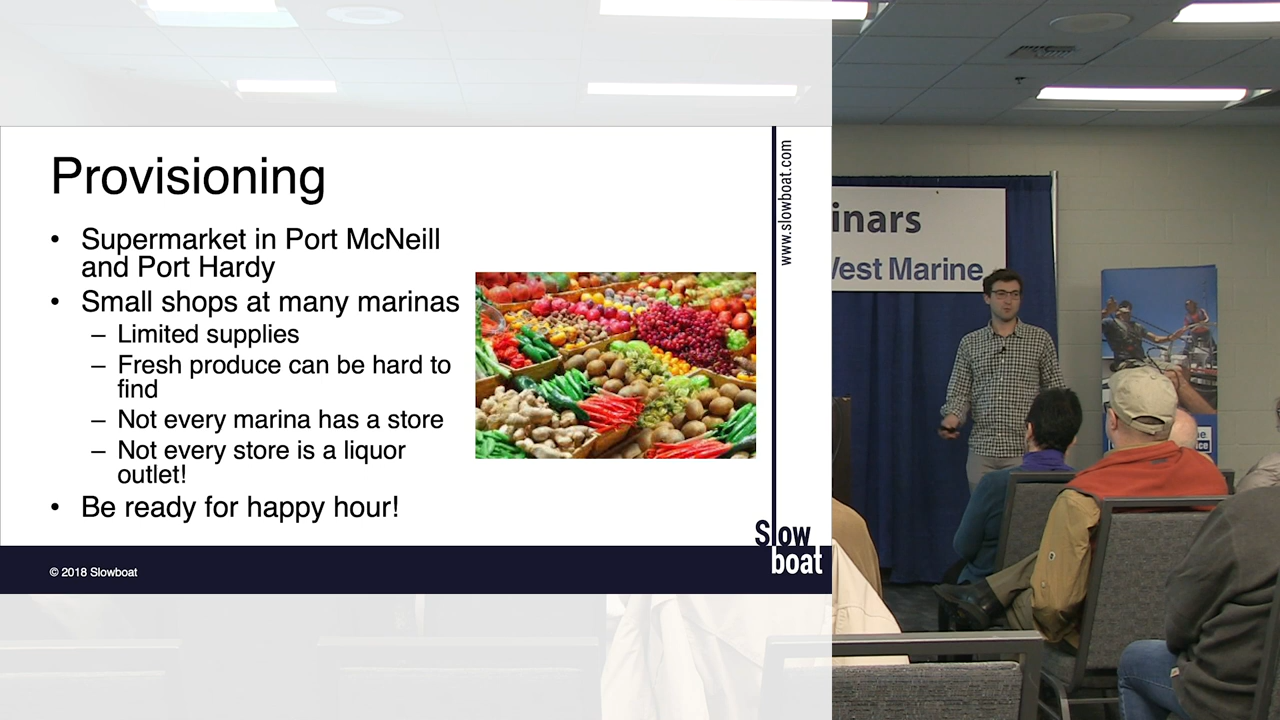 Provisioning
• Supermarket in Port McNeill
and Port Hardy
• Small shops at many marinas
– Limited supplies
– Fresh produce can be hard to
find
– Not every marina has a store
– Not every store is a liquor
outlet!
• Be ready for happy hour!
www.slowboat.com
Slow
boat
© 2018 Slowboat
inars
West Marine